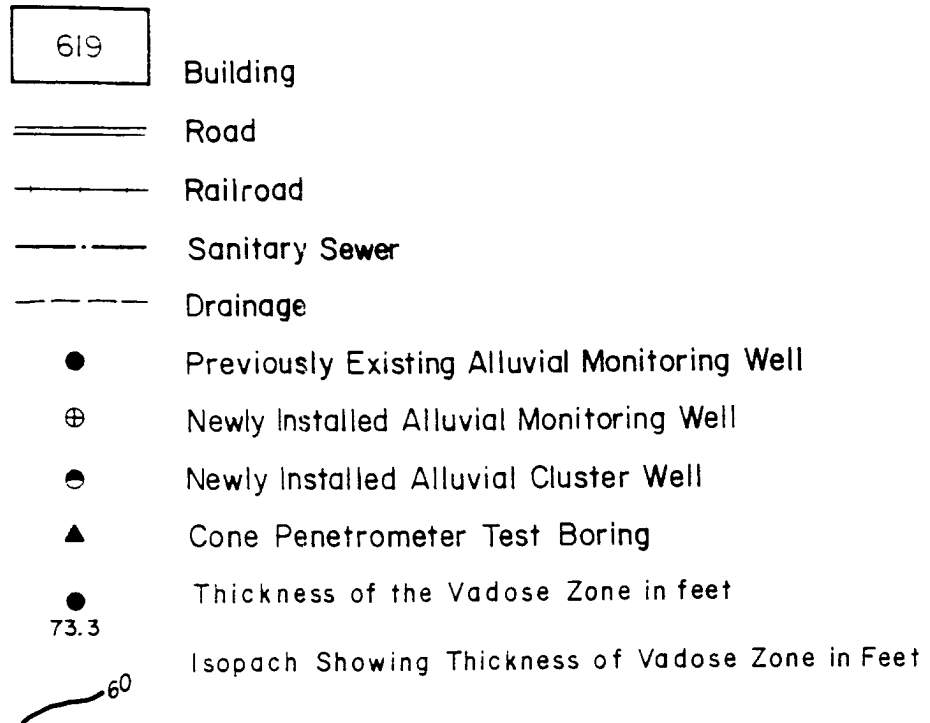 619
Building
Road
Railroad
Sanitary Sewer
Drainage
Previously Existing Alluvial Monitoring Well
Newly Installed Alluvial Monitoring Well
Newly Installed Alluvial Cluster Well
Cone Penetrometer Test Boring
Thickness of the Vadose Zone in feet
73.3
Isopach Showing Thickness of Vadose Zone in Feet
60